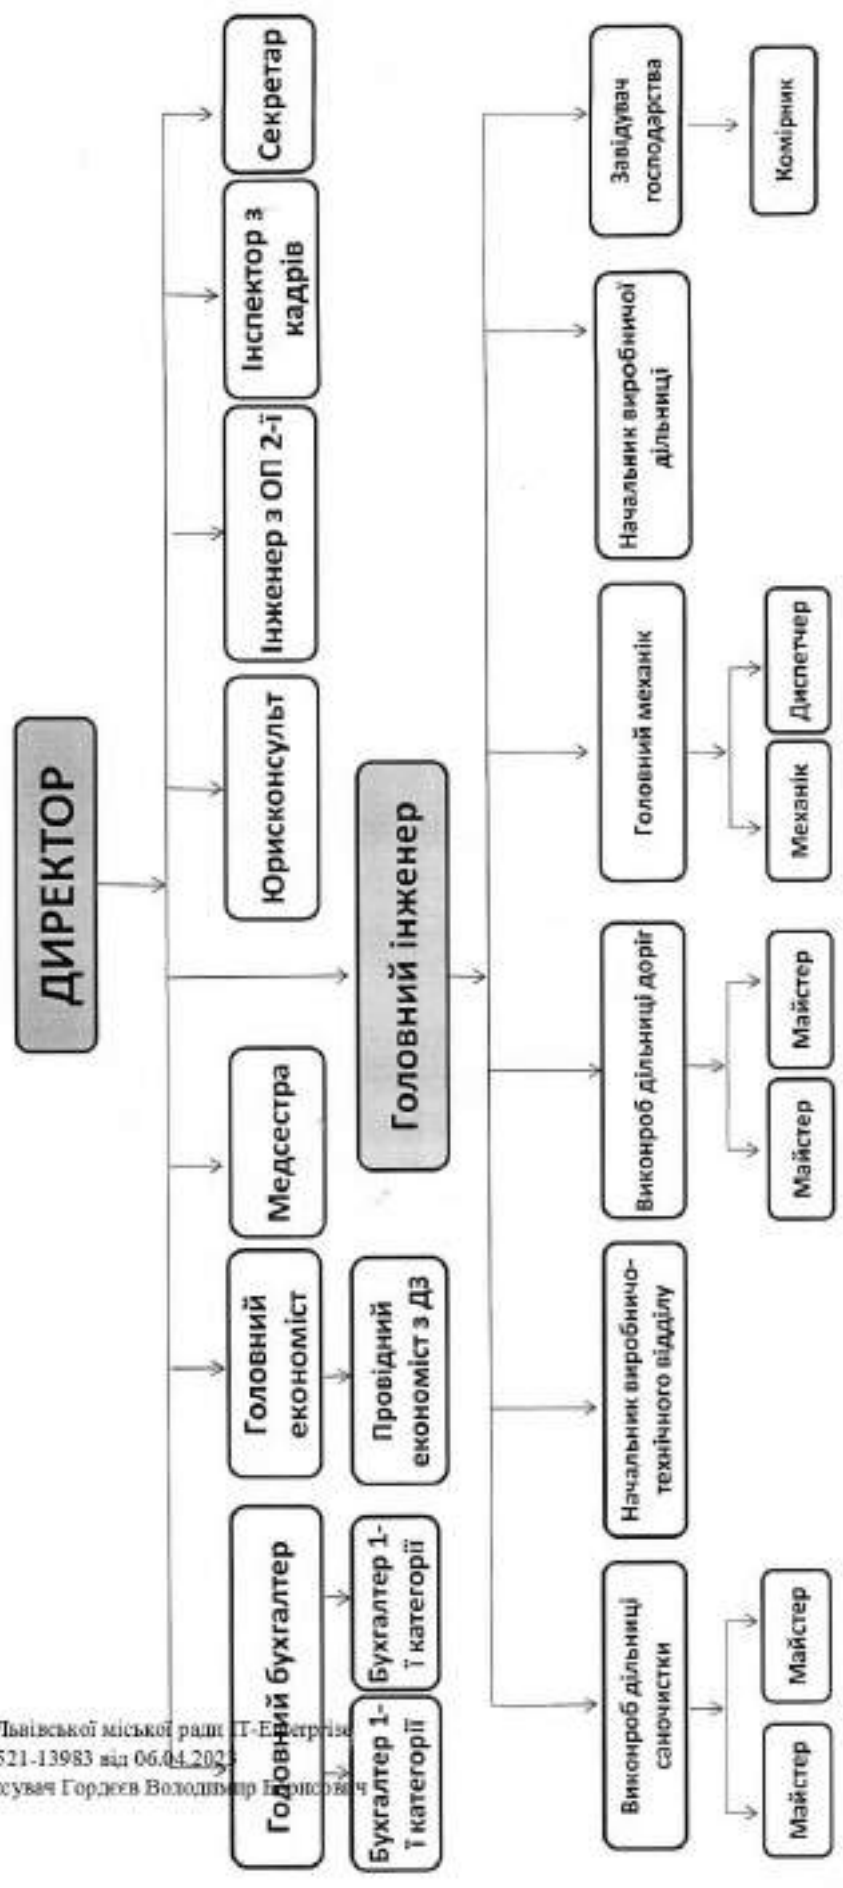 ДИРЕКТОР
Головний бухгалтер
Головний
економіст
Медсестра
Юрисконсульт
Інженер з ОП 2-ї
Інспектор з
кадрів
Секретар
Бухгалтер 1-
ї категорії
Бухгалтер 1-
ї категорії
Провідний
економіст з ДЗ
Головний інженер
Виконроб дільниці
саночистки
Начальник виробничо-
технічного відділу
Виконроб дільниці доріг
Головний механік
Начальник виробничої
дільниці
Завідувач
господарства
Майстер
Майстер
Майстер
Майстер
Механік
Диспетчер
Комірник
Львівської міської ради IT-Enterprise
521-13983 від 06.04.2023
Гордєєв Володимир Борисович